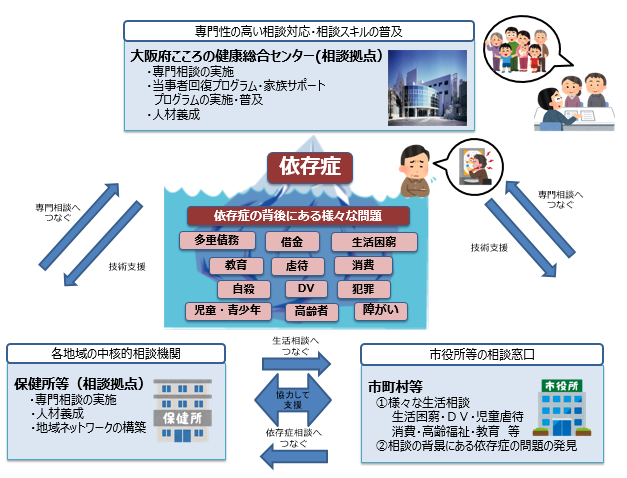 専門性の高い相談対応・相談スキルの普及
大阪府こころの健康総合センター(相談拠点)
・専門相談の実施
・当事者回復プログラム・家族サポート
プログラムの実施・普及
・人材養成
依存症
依存症の背後にある様々な問題
多重債務
借金
生活困窮
教育
虐待
消費
自殺
DV
犯罪
児童・青少年
高齢者
障がい
専門相談へ
つなぐ
技術支援
専門相談へ
つなぐ
技術支援
各地域の中核的相談機関
保健所等（相談拠点）
・専門相談の実施
・人材養成
・地域ネットワークの構築
保健所
生活相談へ
つなぐ
協力して
支援
依存症相談へ
つなぐ
市役所等の相談窓口
市町村等
①様々な生活相談
生活困窮・ＤＶ・児童虐待
消費・高齢福祉・教育　等
②相談の背景にある依存症の問題の発見
市役所